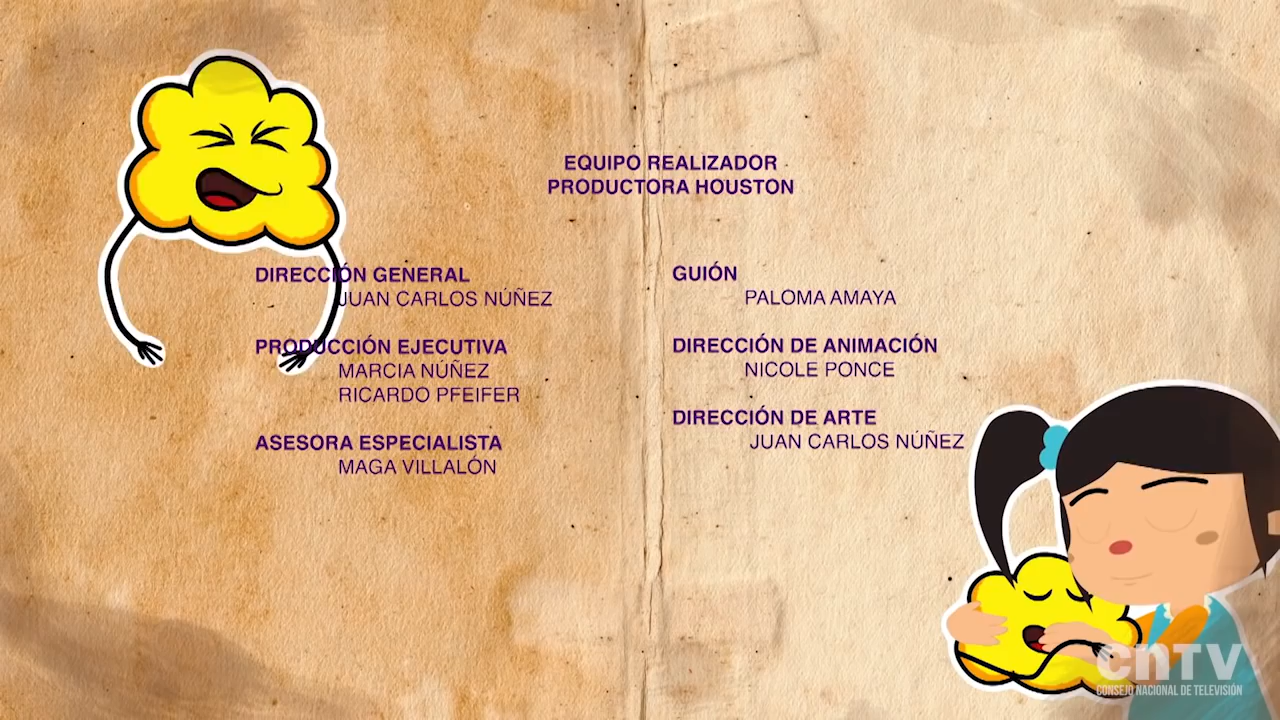 EQUIPO REALIZADOR
PRODUCTORA HOUSTON
DIRECCIÓN GENERAL
JUAN CARLOS NÚÑEZ
PRODUCCIÓN EJECUTIVA
MARCIA NÚÑEZ
RICARDO PFEIFER
ASESORA ESPECIALISTA
MAGA VILLALÓN
GUIÓN
PALOMA AMAYA
DIRECCIÓN DE ANIMACIÓN
NICOLE PONCE
DIRECCIÓN DE ARTE
JUAN CARLOS NÚÑEZ
cnTV
CONSEJO NACIONAL DE TELEVISIÓN